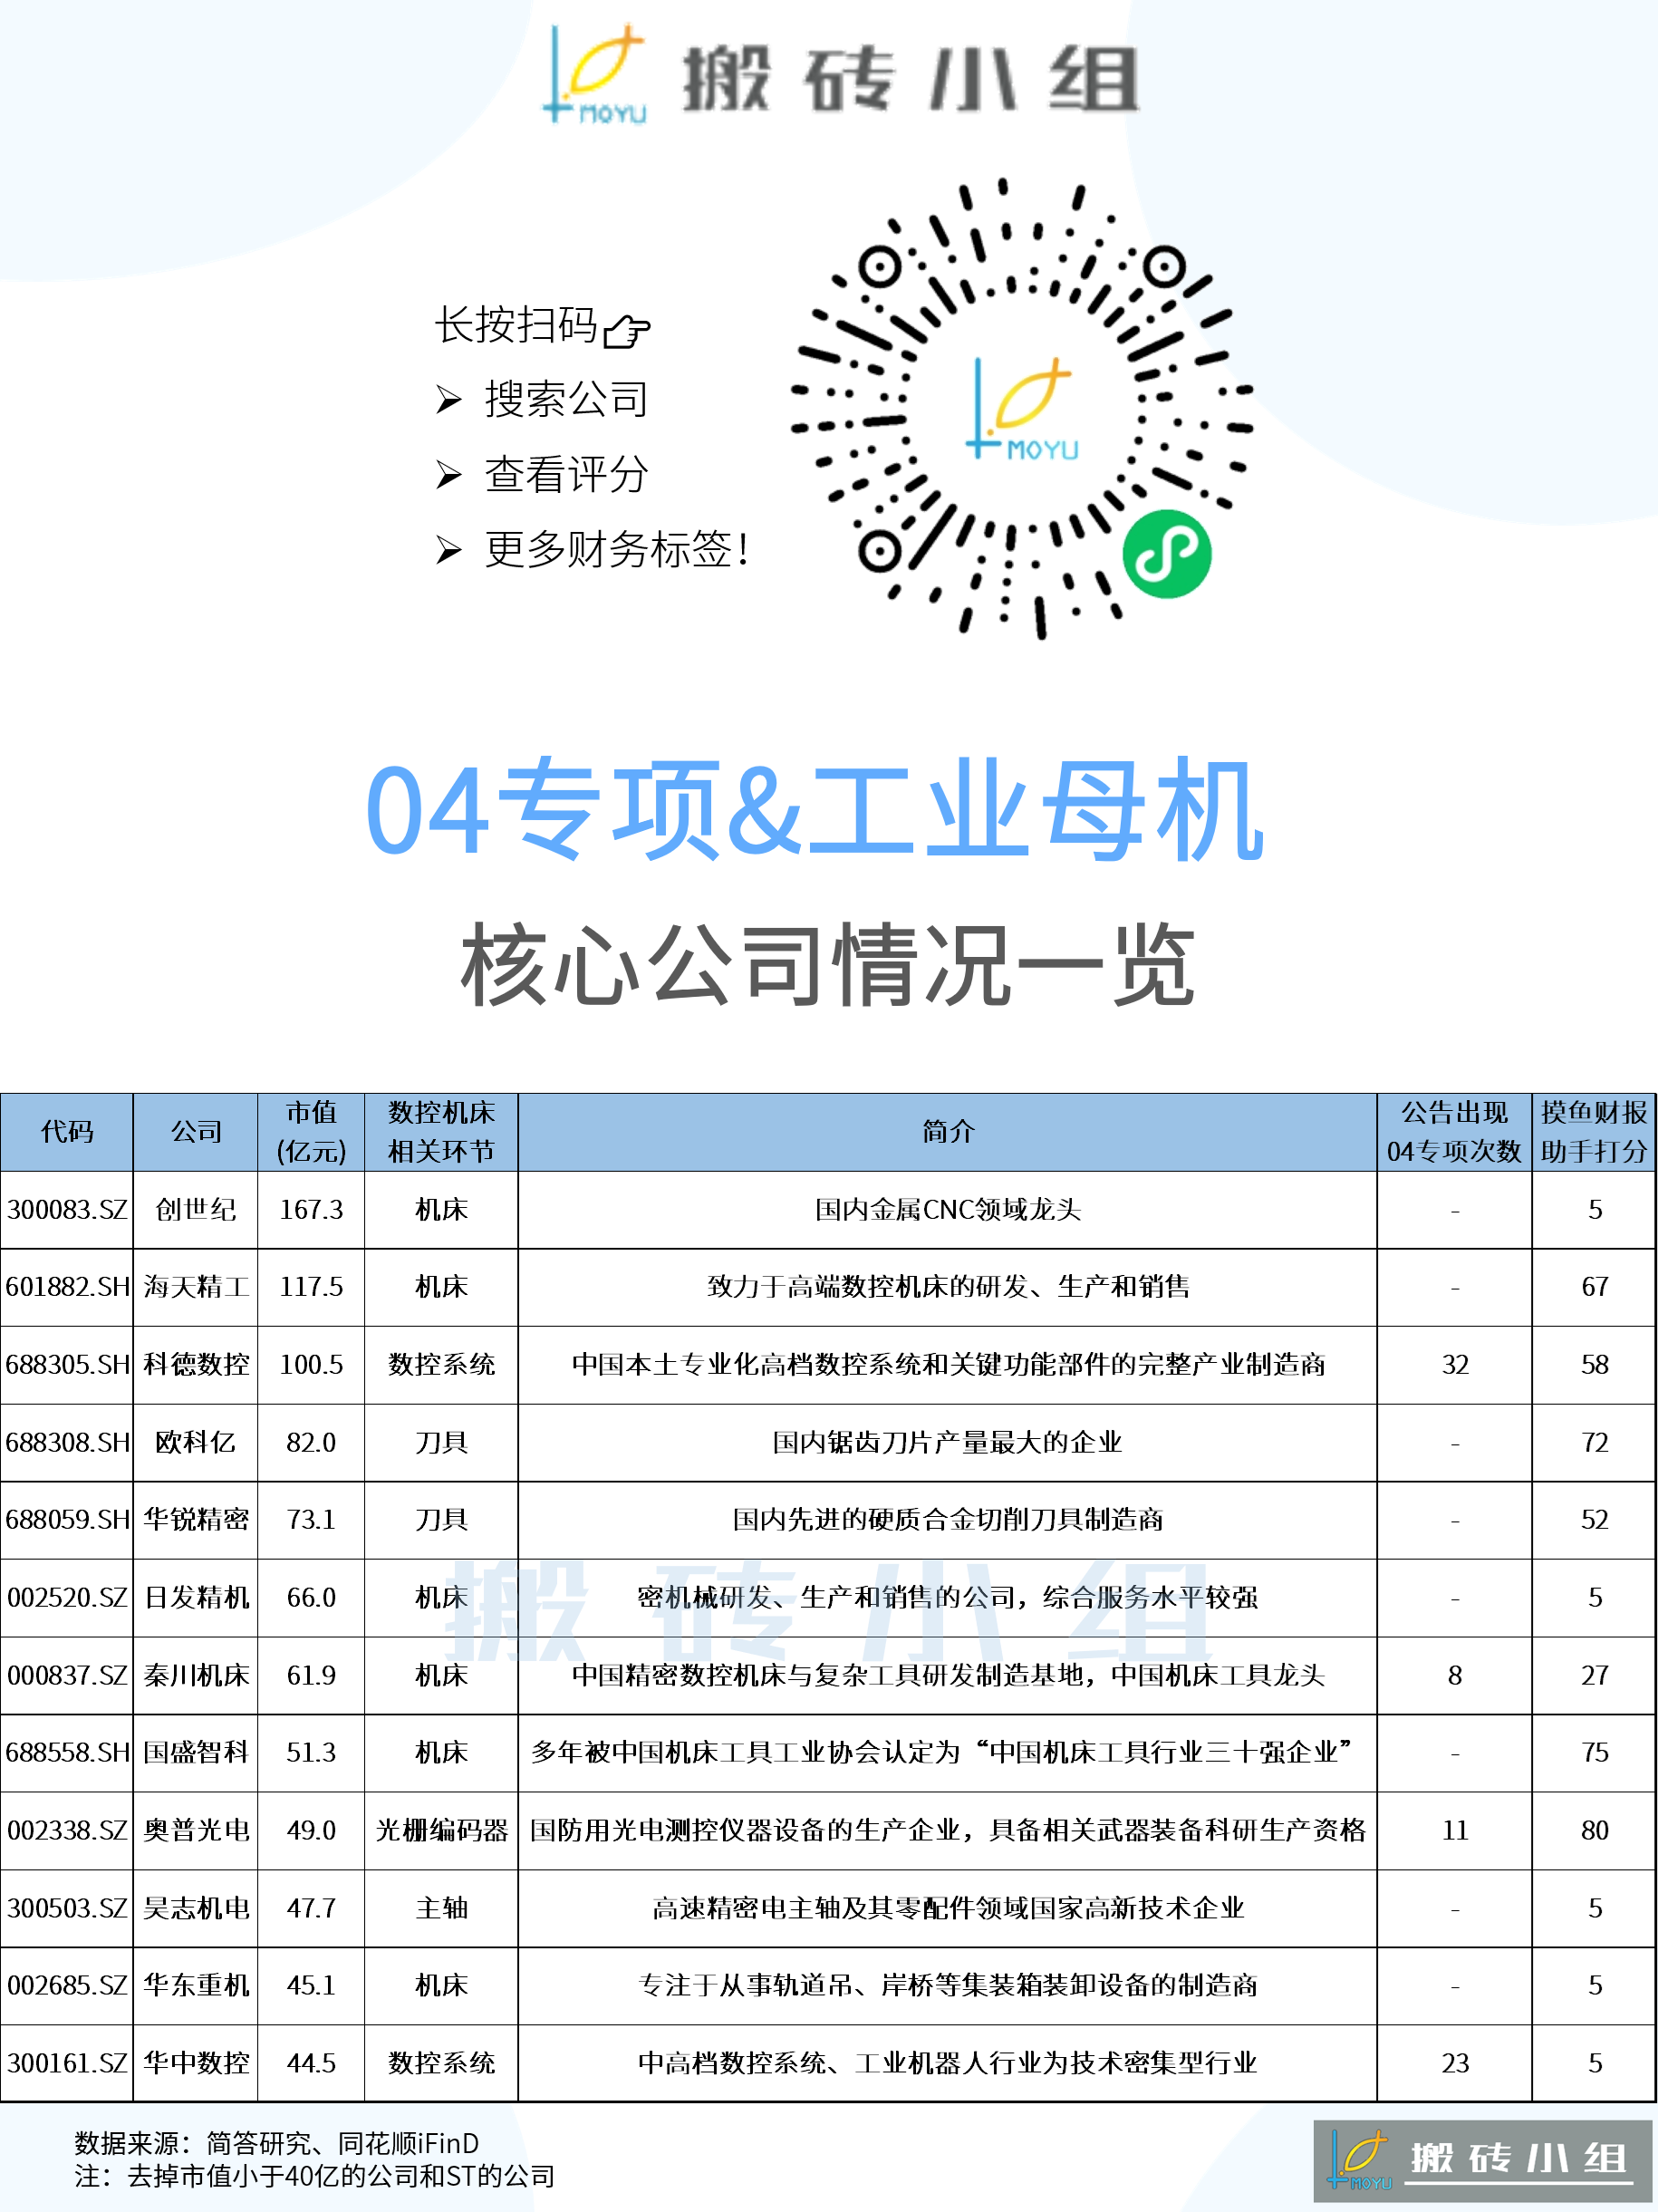 MOYU 搬砖小组
长按扫码
搜索公司
查看评分
更多财务标签！
MOYU
04专项&工业母机
核心公司情况一览
代码 公司 市值(亿元) 数控机床相关环节 简介 公告出现04专项次数 摸鱼财报助手打分
300083.SZ 创世纪 167.3 机床 国内金属CNC领域龙头 - 5
601882.SH 海天精工 117.5 机床 致力于高端数控机床的研发、生产和销售 - 67
688305.SH 科德数控 100.5 数控系统 中国本土专业化高档数控系统和关键功能部件的完整产业制造商 32 58
688308.SH 欧科亿 82.0 刀具 国内锯齿刀片产量最大的企业 - 72
688059.SH 华锐精密 73.1 刀具 国内先进的硬质合金切削刀具制造商 - 52
002520.SZ 日发精机 66.0 机床 密机械研发、生产和销售的公司，综合服务水平较强 - 5
000837.SZ 秦川机床 61.9 机床 中国精密数控机床与复杂工具研发制造基地，中国机床工具龙头 8 27
688558.SH 国盛智科 51.3 机床 多年被中国机床工具工业协会认定为“中国机床工具行业三十强企业” - 75
002338.SZ 奥普光电 49.0 光栅编码器 国防用光电测控仪器设备的生产企业，具备相关武器装备科研生产资格 11 80
300503.SZ 昊志机电 47.7 主轴 高速精密电主轴及其零配件领域国家高新技术企业 - 5
002685.SZ 华东重机 45.1 机床 专注于从事轨道吊、岸桥等集装箱装卸设备的制造商 - 5
300161.SZ 华中数控 44.5 数控系统 中高档数控系统、工业机器人行业为技术密集型行业 23 5
搬砖小组
数据来源：简答研究、同花顺iFinD
注：去掉市值小于40亿的公司和ST的公司
MOYU 搬砖小组